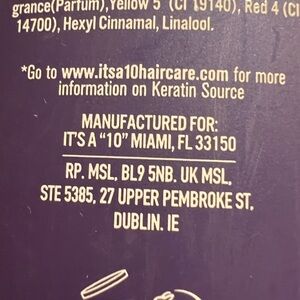 grance(Parfum),Yellow 5 (CI 19140), Red 4 (CI
14700), Hexyl Cinnamal, Linalool.
*Go to www.itsa10haircare.com for more
information on Keratin Source
MANUFACTURED FOR:
IT'S A "10" MIAMI, FL 33150
RP. MSL, BL9 5NB. UK MSL,
STE 5385, 27 UPPER PEMBROKE ST,
DUBLIN. IE